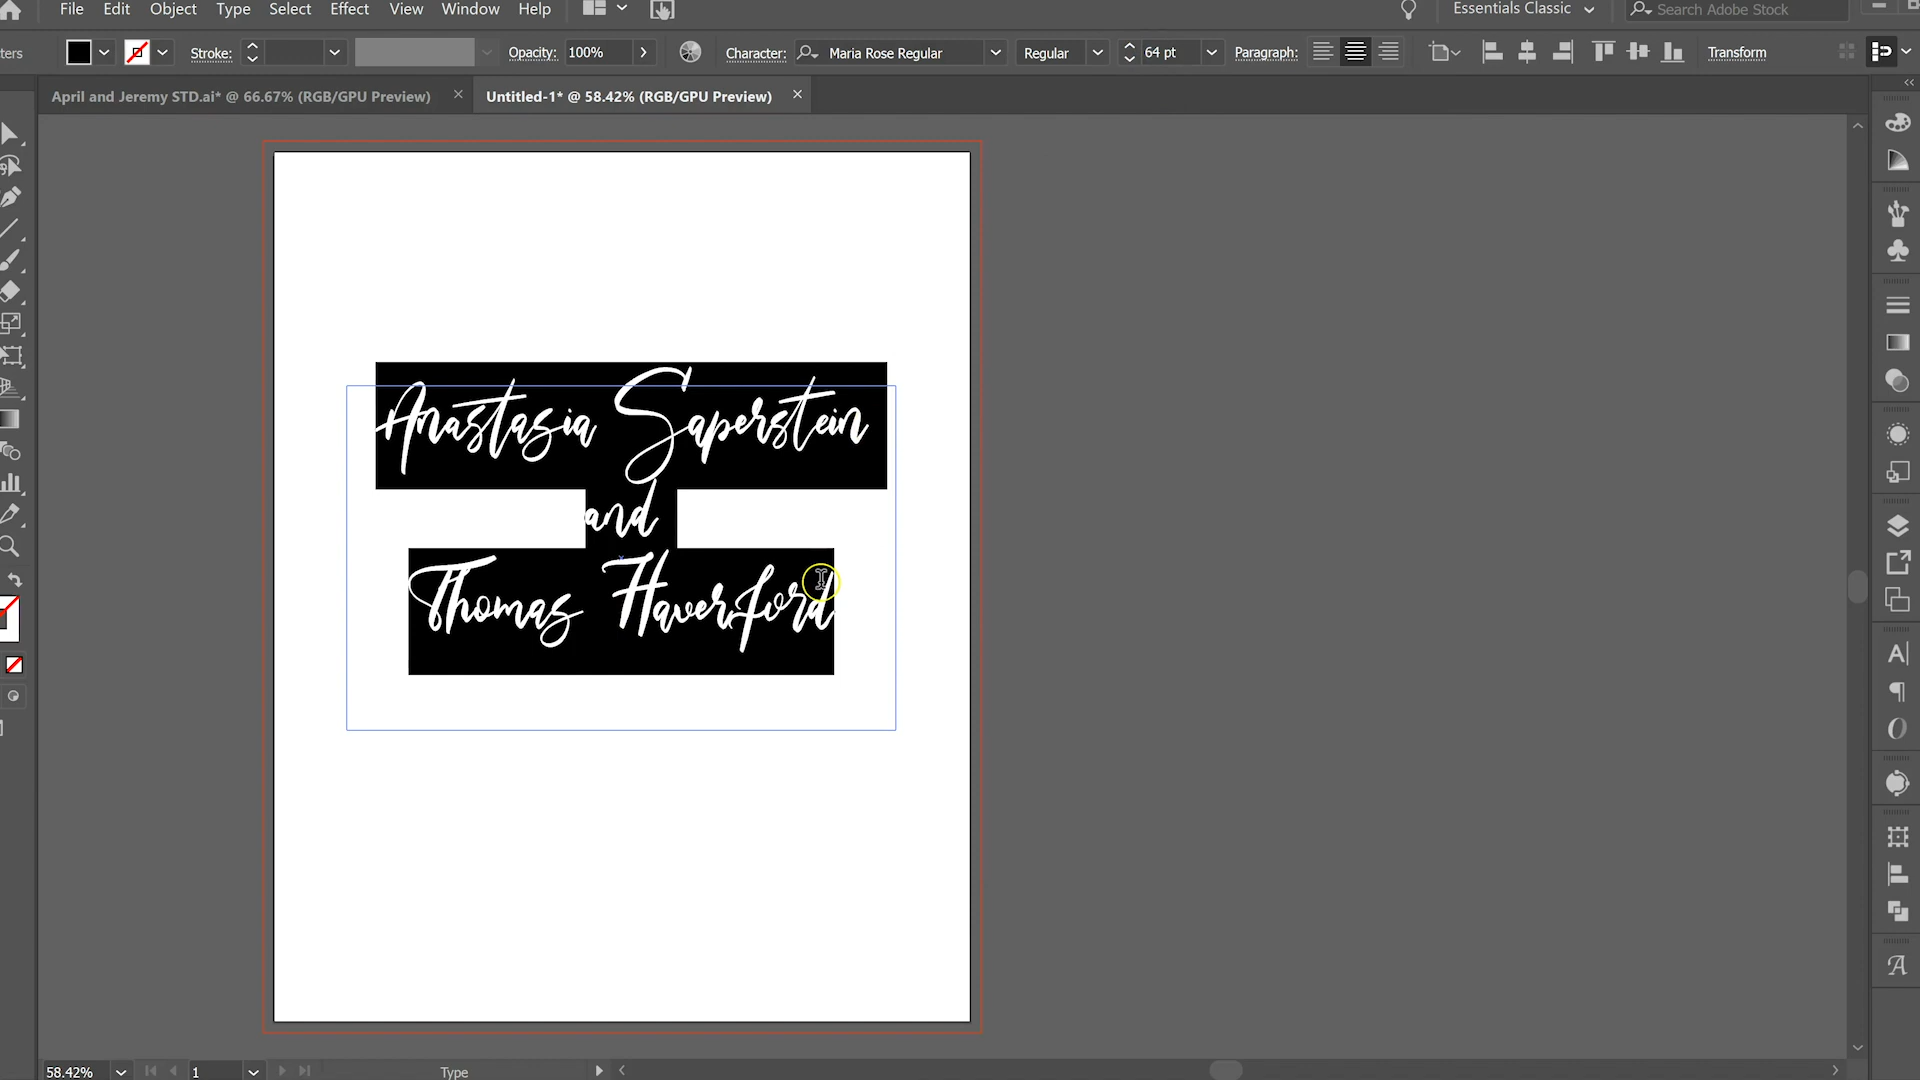 File Edit Object Type Select Effect View Window Help Essentials Classic Search Adobe Stock
ters Stroke: Opacity: 100% Character: Maria Rose Regular Regular 64 pt Paragraph: Transform
April and Jeremy STD.ai* @ 66.67% (RGB/GPU Preview) Untitled-1* @ 58.42% (RGB/GPU Preview)
Anastasia Saperstein
and
Thomas Haverford
58.42% 1 Type